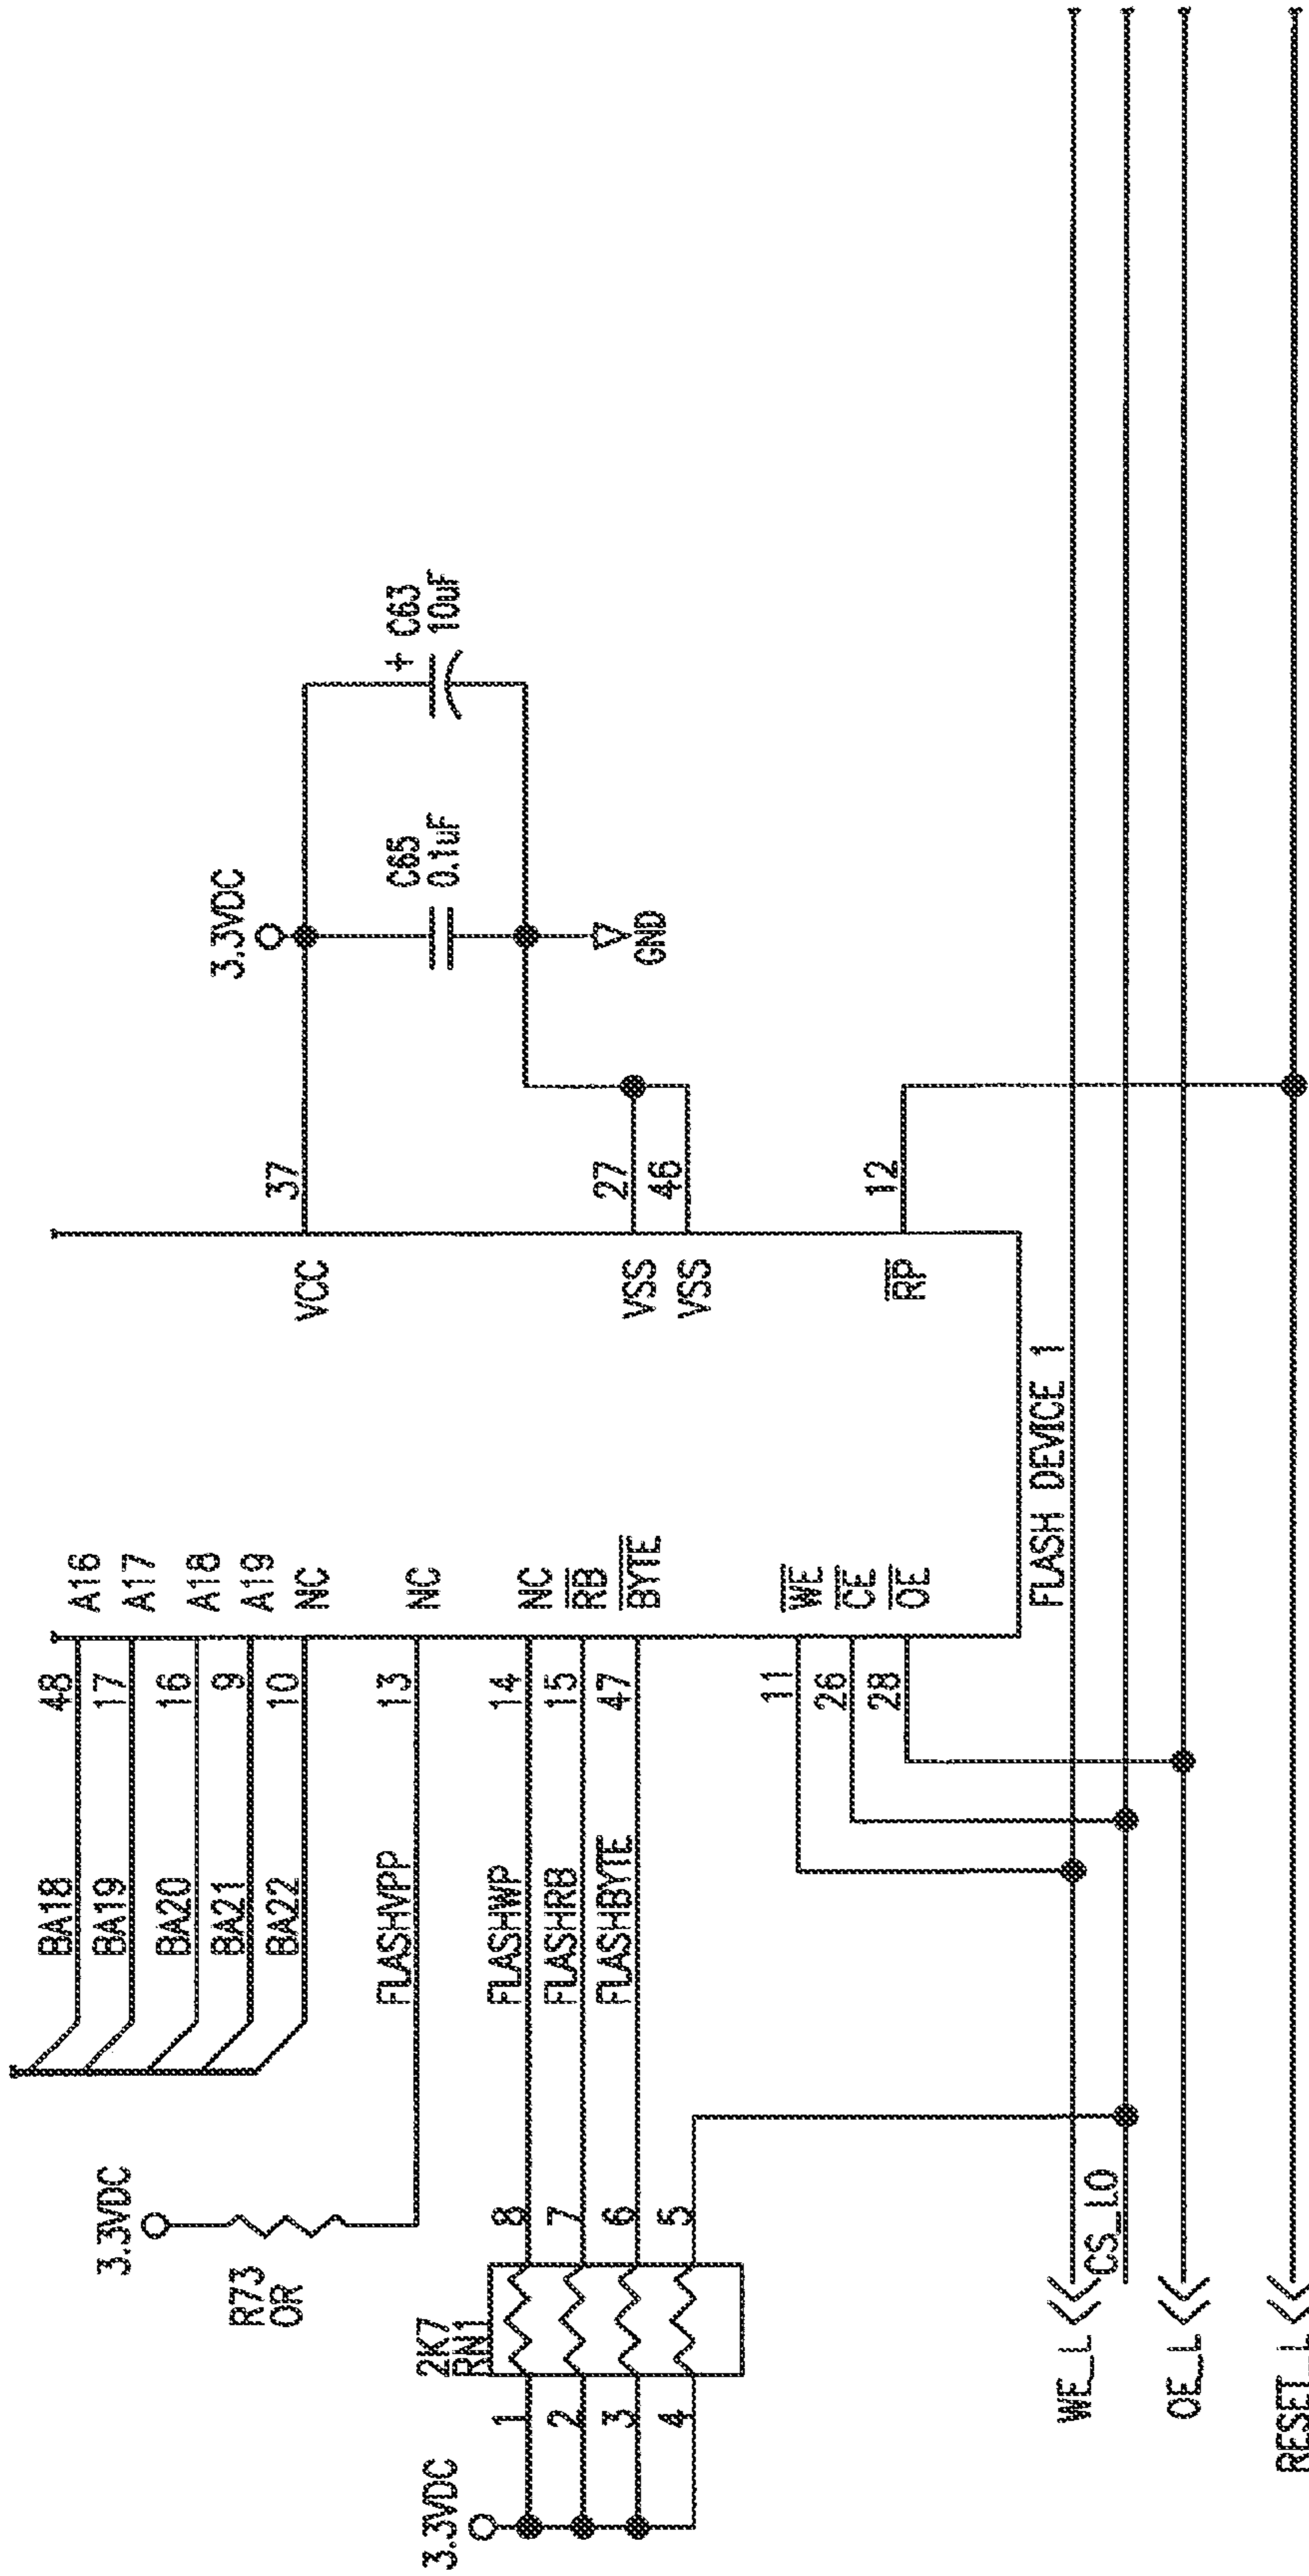 BA18
48
A16
BA19
17
A17
BA20
16
A18
BA21
9
A19
BA22
10
NC
3.3VDC
R73
0R
FLASHVPP
13
NC
3.3VDC
2K7
RN1
1
8
FLASHWP
14
NC
2
7
FLASHRB
15
RB
3
6
FLASHBYTE
47
BYTE
4
5
11
WE
26
CE
28
OE
FLASH DEVICE 1
VCC
37
3.3VDC
C65
0.1uF
+ C63
10uF
GND
VSS
27
VSS
46
RP
12
WE_L
CS_L0
OE_L
RESET_L